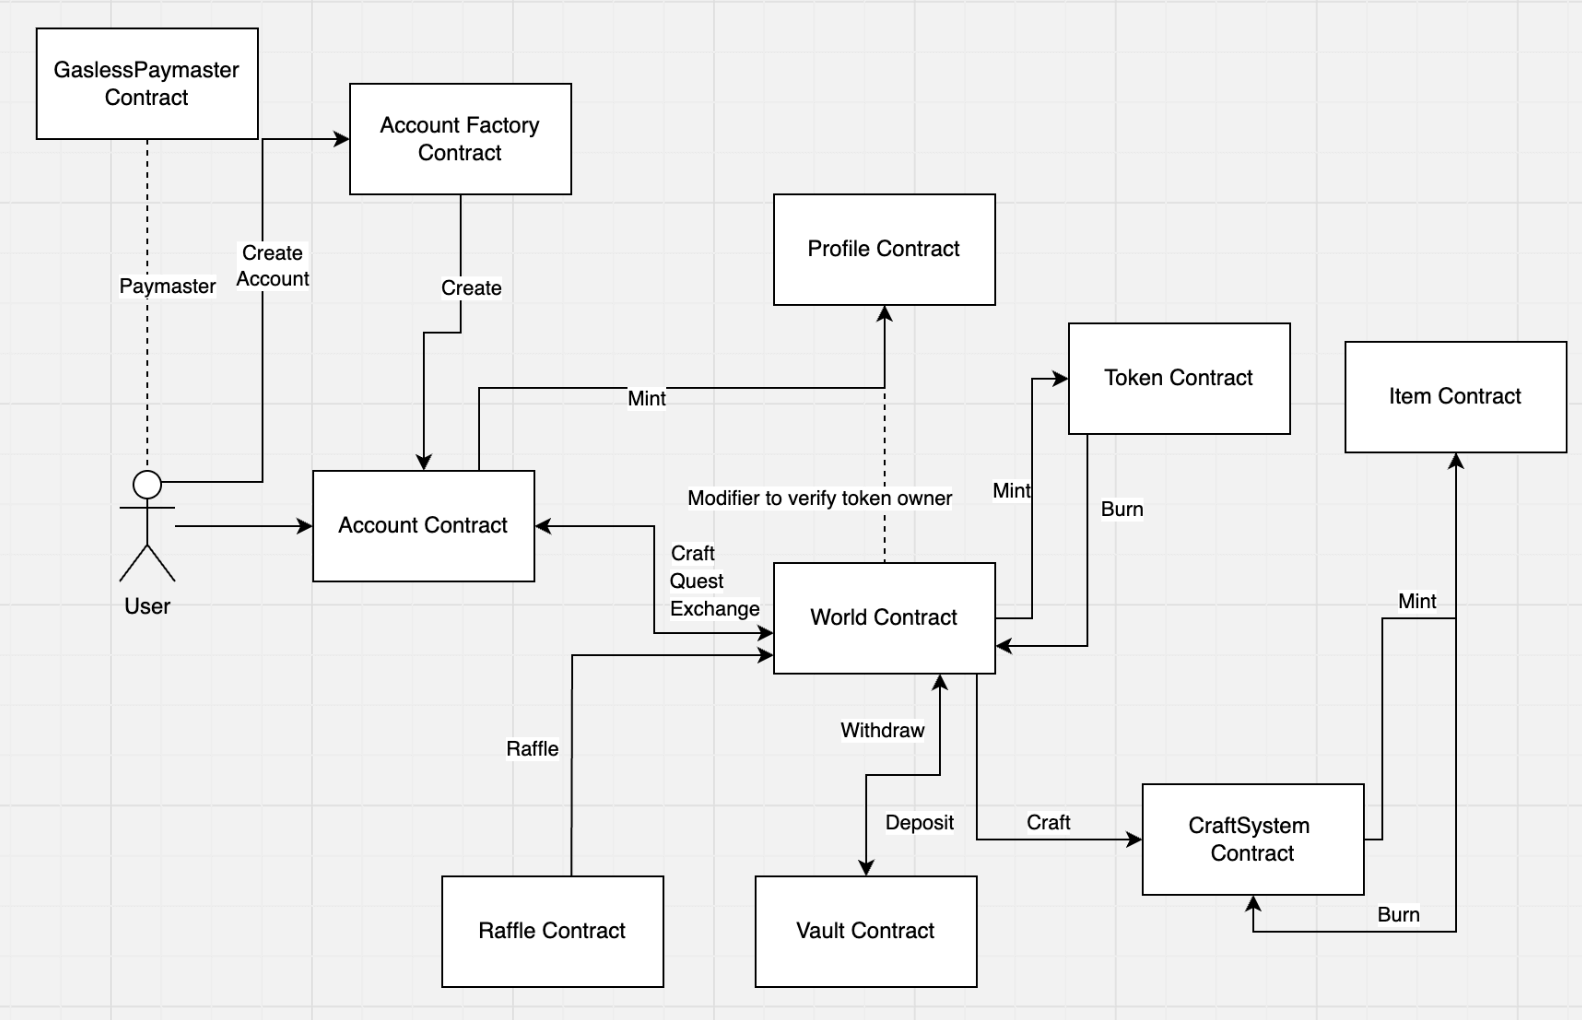 GaslessPaymaster
Contract
Account Factory
Contract
Create
Account
Paymaster
Create
Profile Contract
Token Contract
Item Contract
Mint
Modifier to verify token owner
Mint
Burn
Account Contract
User
Craft
Quest
Exchange
World Contract
Mint
Raffle
Withdraw
Deposit
Craft
CraftSystem
Contract
Burn
Raffle Contract
Vault Contract